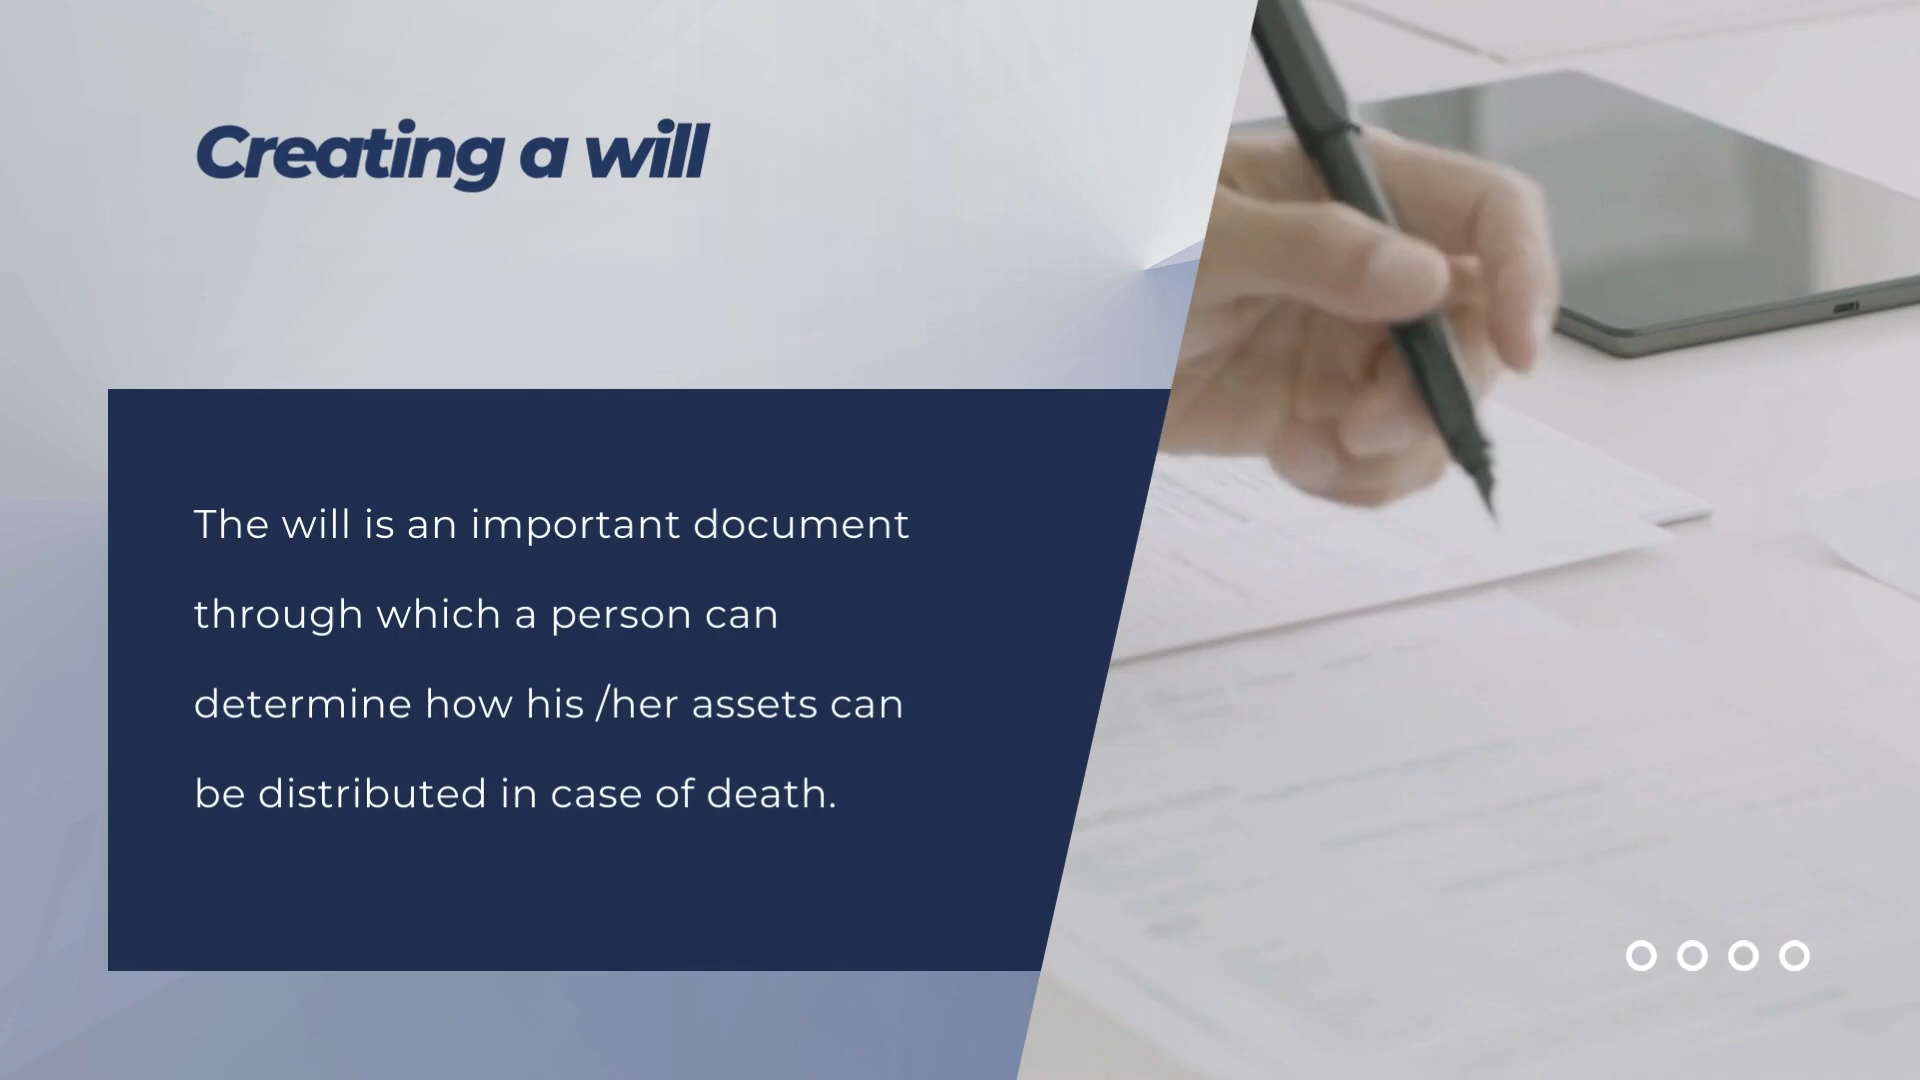 Creating a will
The will is an important document
through which a person can
determine how his /her assets can
be distributed in case of death.